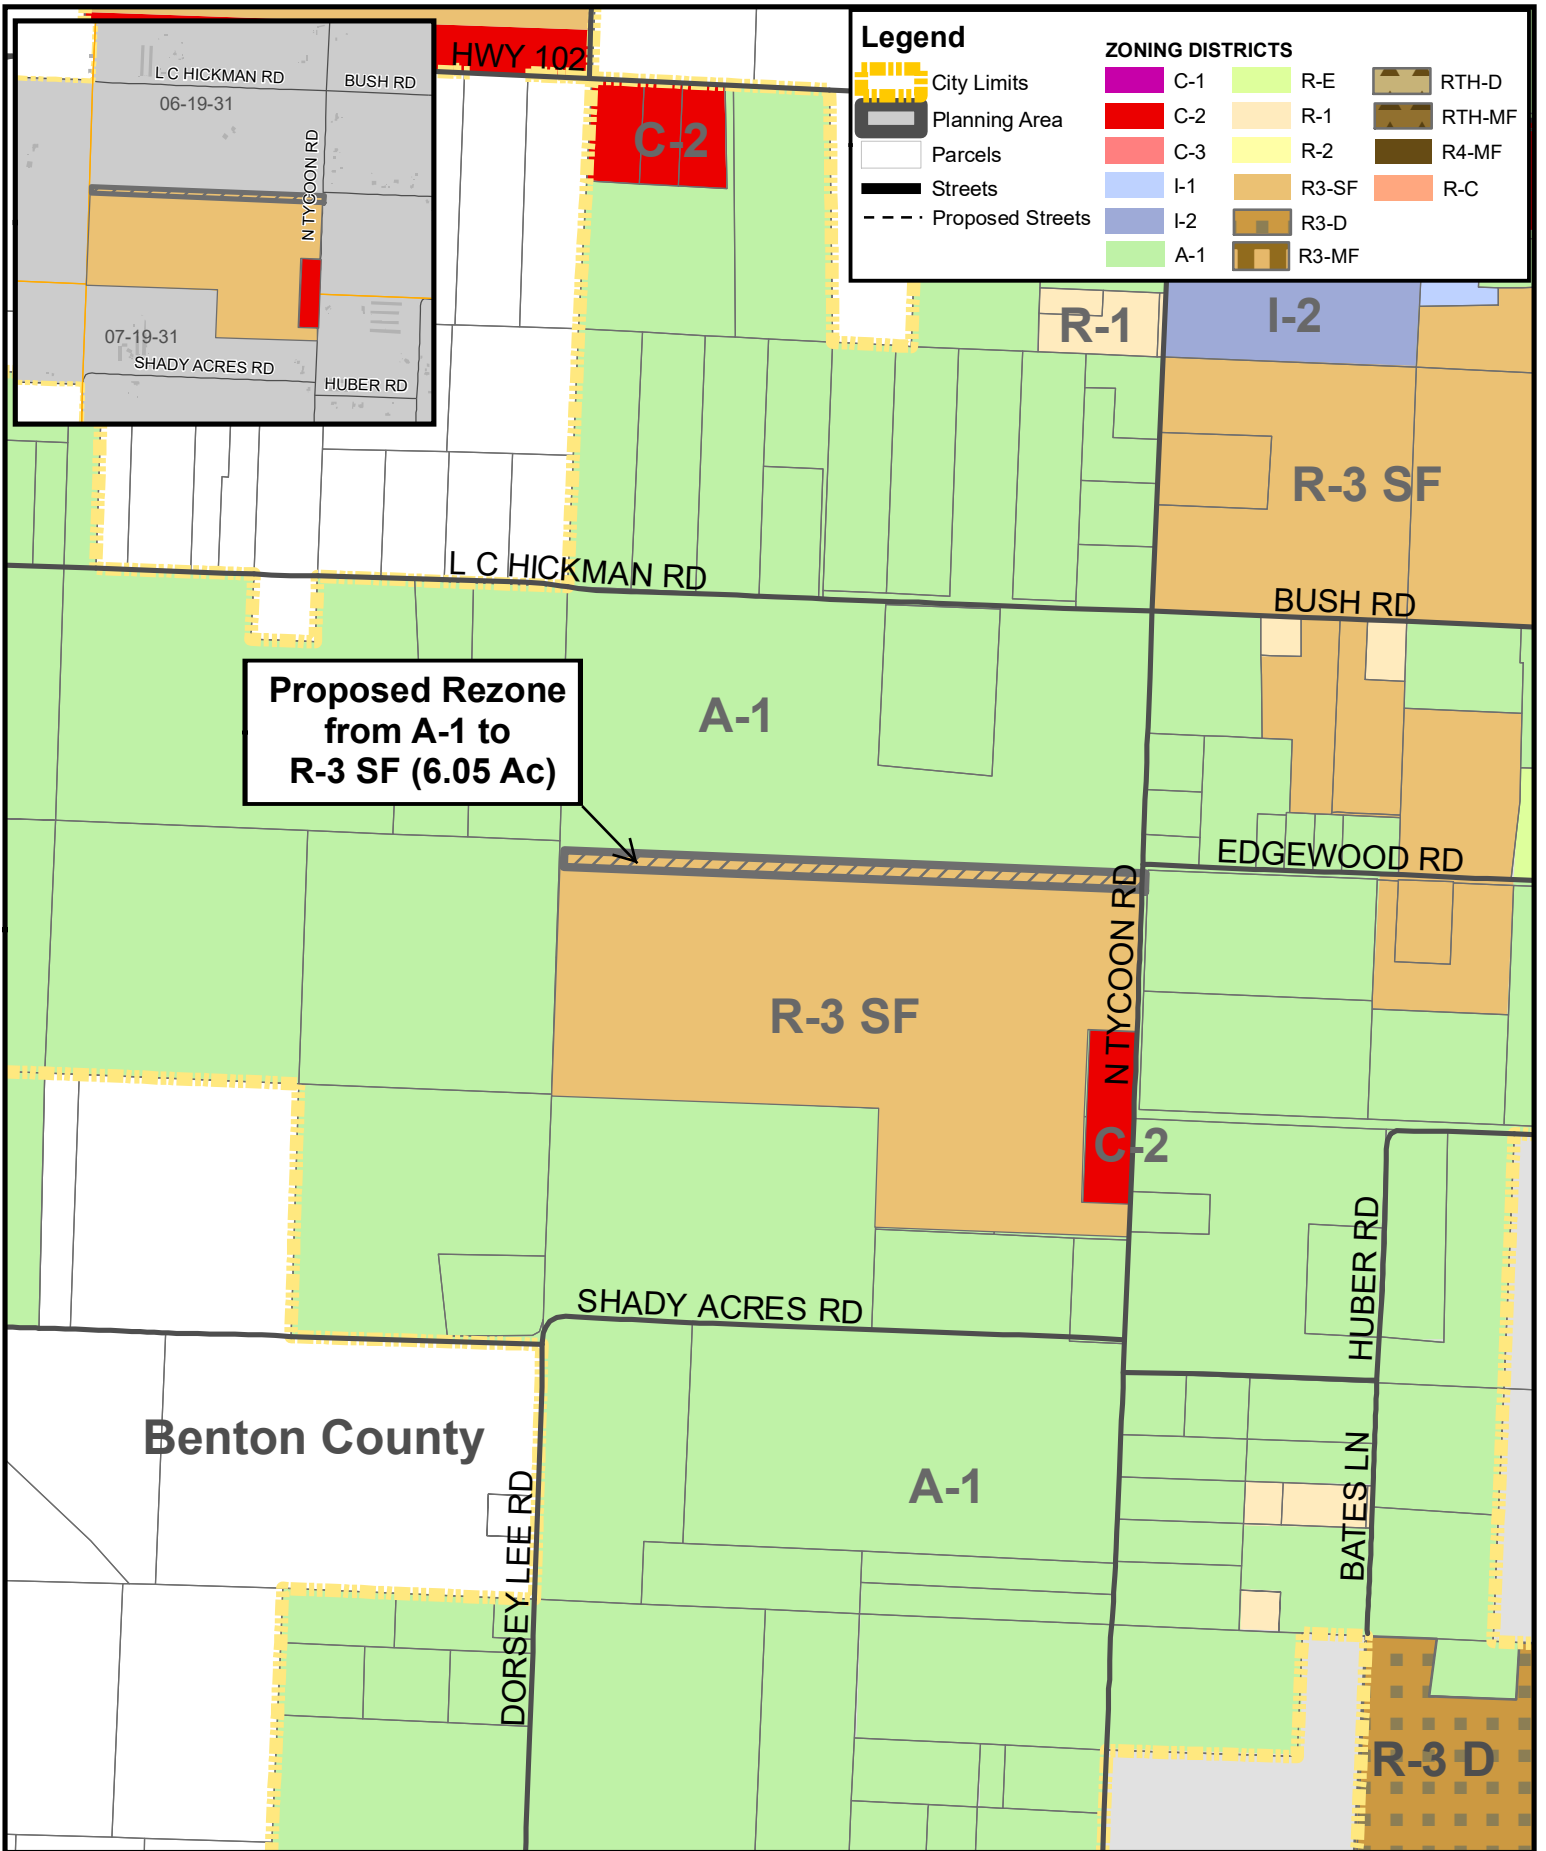 Legend
City Limits
Planning Area
Parcels
Streets
Proposed Streets
ZONING DISTRICTS
C-1
C-2
C-3
I-1
I-2
A-1
R-E
R-1
R-2
R3-SF
R3-D
R3-MF
RTH-D
RTH-MF
R4-MF
R-C
L C HICKMAN RD
BUSH RD
06-19-31
N TYCOON RD
07-19-31
SHADY ACRES RD
HUBER RD
HWY 102
C-2
R-1
I-2
R-3 SF
L C HICKMAN RD
BUSH RD
Proposed Rezone
from A-1 to
R-3 SF (6.05 Ac)
A-1
EDGEWOOD RD
N TYCOON RD
R-3 SF
C-2
HUBER RD
SHADY ACRES RD
Benton County
A-1
BATES LN
DORSEY LEE RD
R-3 D